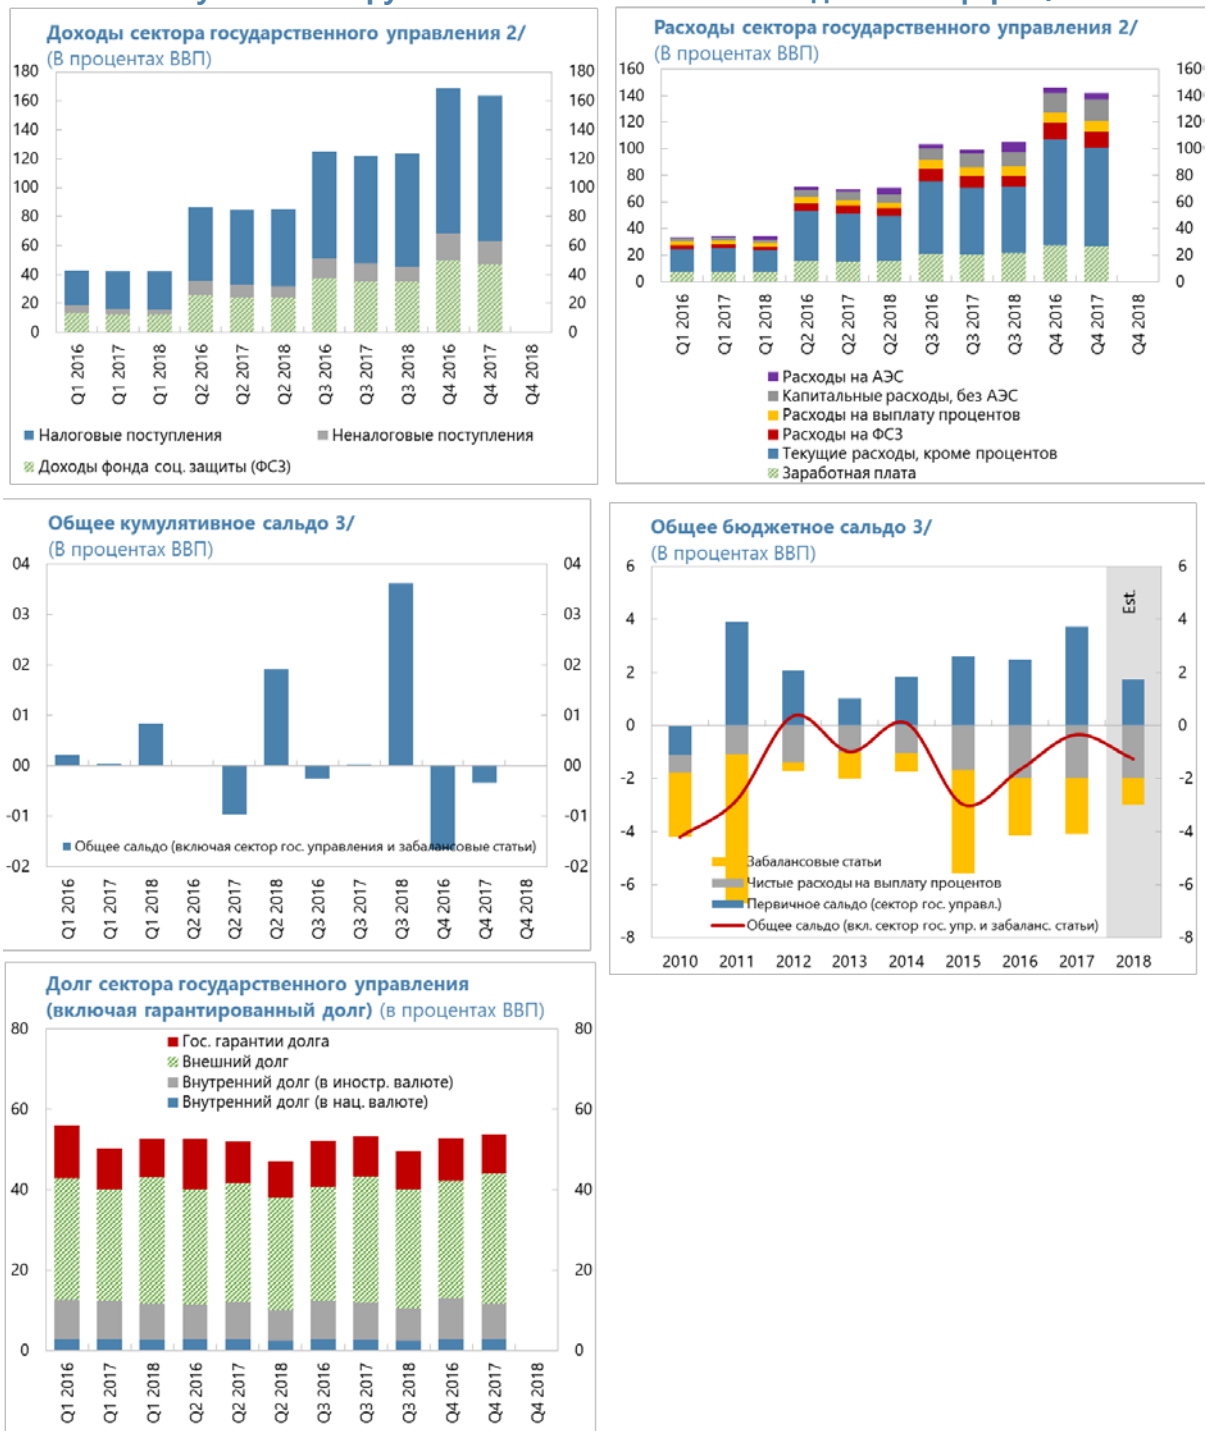 Доходы сектора государственного управления 2/
(В процентах ВВП)
180 180
160 160
140 140
120 120
100 100
80 80
60 60
40 40
20 20
0 0
Q1 2016 Q1 2017 Q1 2018 Q2 2016 Q2 2017 Q2 2018 Q3 2016 Q3 2017 Q3 2018 Q4 2016 Q4 2017 Q4 2018
Налоговые поступления Неналоговые поступления
Доходы фонда соц. защиты (ФСЗ)
Расходы сектора государственного управления 2/
(В процентах ВВП)
160 160
140 140
120 120
100 100
80 80
60 60
40 40
20 20
0 0
Q1 2016 Q1 2017 Q1 2018 Q2 2016 Q2 2017 Q2 2018 Q3 2016 Q3 2017 Q3 2018 Q4 2016 Q4 2017 Q4 2018
Расходы на АЭС
Капитальные расходы, без АЭС
Расходы на выплату процентов
Расходы на ФСЗ
Текущие расходы, кроме процентов
Заработная плата
Общее кумулятивное сальдо 3/
(В процентах ВВП)
04 04
03 03
02 02
01 01
00 00
-01 -01
Общее сальдо (включая сектор гос. управления и забалансовые статьи)
-02 -02
Q1 2016 Q1 2017 Q1 2018 Q2 2016 Q2 2017 Q2 2018 Q3 2016 Q3 2017 Q3 2018 Q4 2016 Q4 2017 Q4 2018
Общее бюджетное сальдо 3/
(В процентах ВВП)
6 6
Est.
4 4
2 2
0 0
-2 -2
-4 -4
Забалансовые статьи
Чистые расходы на выплату процентов
-6 -6
Первичное сальдо (сектор гос. управл.)
Общее сальдо (вкл. сектор гос. упр. и забаланс. статьи)
-8 -8
2010 2011 2012 2013 2014 2015 2016 2017 2018
Долг сектора государственного управления
(включая гарантированный долг) (в процентах ВВП)
80 80
Гос. гарантии долга
Внешний долг
Внутренний долг (в иностр. валюте)
Внутренний долг (в нац. валюте)
60 60
40 40
20 20
0 0
Q1 2016 Q1 2017 Q1 2018 Q2 2016 Q2 2017 Q2 2018 Q3 2016 Q3 2017 Q3 2018 Q4 2016 Q4 2017 Q4 2018